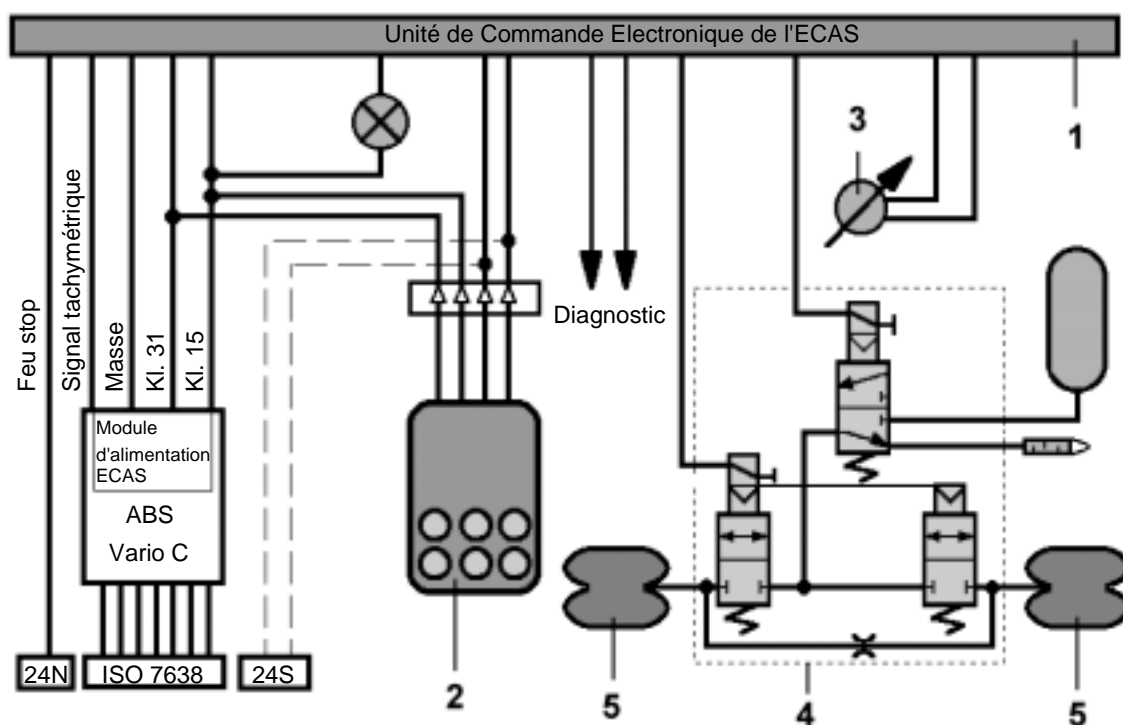 Unité de Commande Electronique de l'ECAS
1
3
Feu stop
Signal tachymétrique
Masse
Kl. 31
Kl. 15
Diagnostic
Module
d'alimentation
ECAS
ABS
Vario C
24N
ISO 7638
24S
2
5
4
5